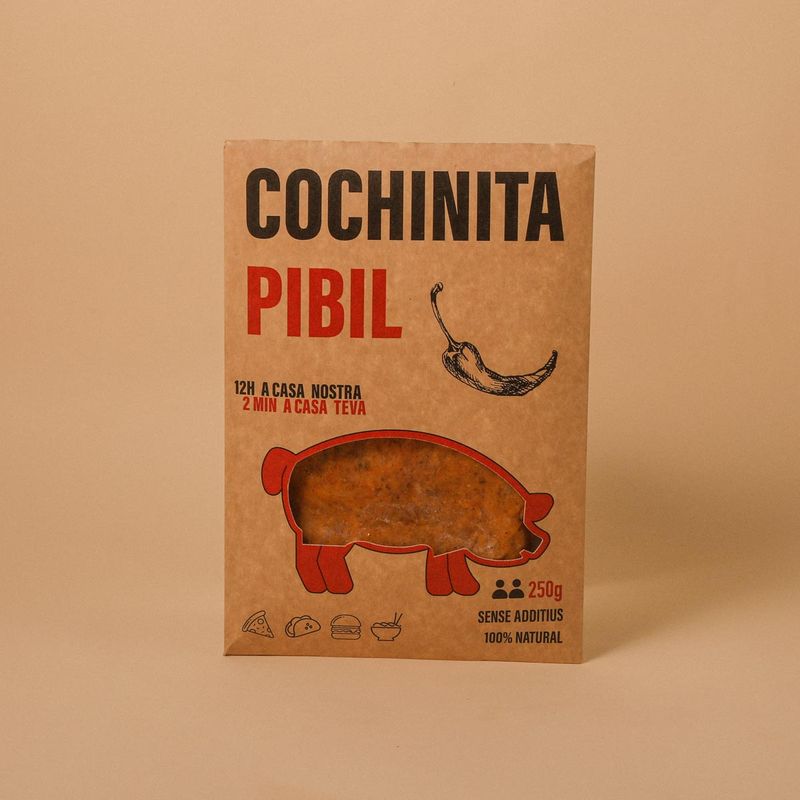 COCHINITA
PIBIL
12H A CASA NOSTRA
2 MIN A CASA TEVA
250g
SENSE ADDITIUS
100% NATURAL